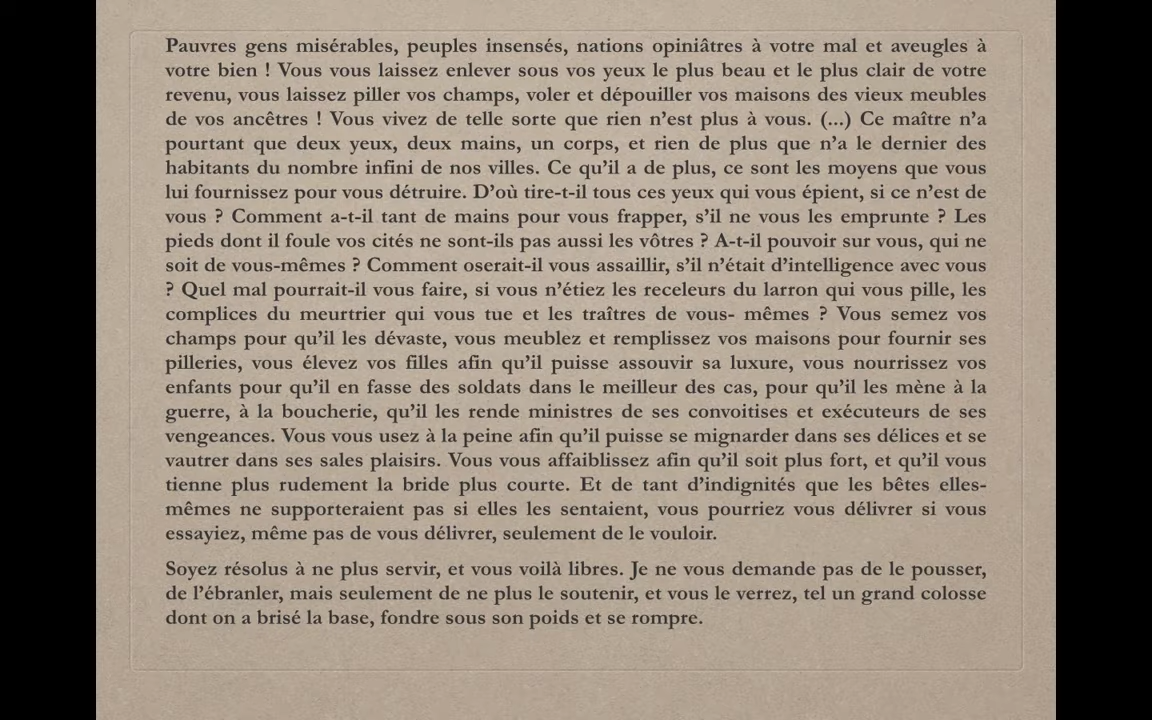 Pauvres gens misérables, peuples insensés, nations opiniâtres à votre mal et aveugles à
votre bien ! Vous vous laissez enlever sous vos yeux le plus beau et le plus clair de votre
revenu, vous laissez piller vos champs, voler et dépouiller vos maisons des vieux meubles
de vos ancêtres ! Vous vivez de telle sorte que rien n’est plus à vous. (...) Ce maître n’a
pourtant que deux yeux, deux mains, un corps, et rien de plus que n’a le dernier des
habitants du nombre infini de nos villes. Ce qu’il a de plus, ce sont les moyens que vous
lui fournissez pour vous détruire. D’où tire-t-il tous ces yeux qui vous épient, si ce n’est de
vous ? Comment a-t-il tant de mains pour vous frapper, s’il ne vous les emprunte ? Les
pieds dont il foule vos cités ne sont-ils pas aussi les vôtres ? A-t-il pouvoir sur vous, qui ne
soit de vous-mêmes ? Comment oserait-il vous assaillir, s’il n’était d’intelligence avec vous
? Quel mal pourrait-il vous faire, si vous n’étiez les receleurs du larron qui vous pille, les
complices du meurtrier qui vous tue et les traîtres de vous- mêmes ? Vous semez vos
champs pour qu’il les dévaste, vous meublez et remplissez vos maisons pour fournir ses
pilleries, vous élevez vos filles afin qu’il puisse assouvir sa luxure, vous nourrissez vos
enfants pour qu’il en fasse des soldats dans le meilleur des cas, pour qu’il les mène à la
guerre, à la boucherie, qu’il les rende ministres de ses convoitises et exécuteurs de ses
vengeances. Vous vous usez à la peine afin qu’il puisse se mignarder dans ses délices et se
vautrer dans ses sales plaisirs. Vous vous affaiblissez afin qu’il soit plus fort, et qu’il vous
tienne plus rudement la bride plus courte. Et de tant d’indignités que les bêtes elles-
mêmes ne supporteraient pas si elles les sentaient, vous pourriez vous délivrer si vous
essayiez, même pas de vous délivrer, seulement de le vouloir.
Soyez résolus à ne plus servir, et vous voilà libres. Je ne vous demande pas de le pousser,
de l’ébranler, mais seulement de ne plus le soutenir, et vous le verrez, tel un grand colosse
dont on a brisé la base, fondre sous son poids et se rompre.